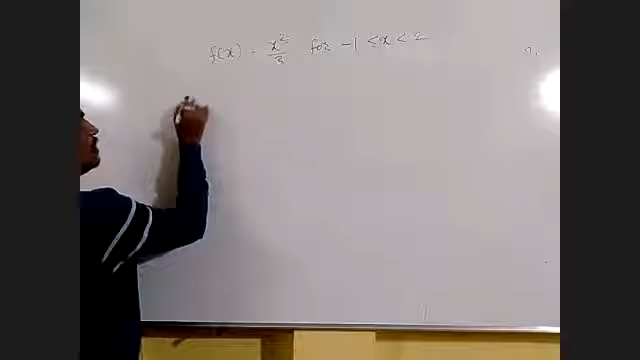 f(x) = x²/3 for -1 ≤ x < 2